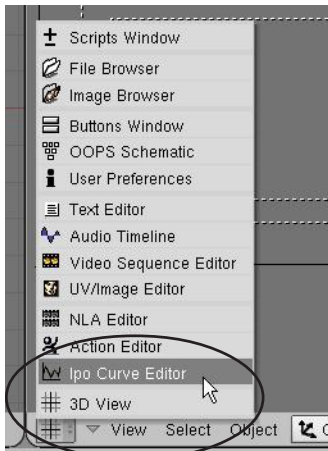 Scripts Window
File Browser
Image Browser
Buttons Window
OOPS Schematic
User Preferences
Text Editor
Audio Timeline
Video Sequence Editor
UV/Image Editor
NLA Editor
Action Editor
Ipo Curve Editor
3D View
View Select Object